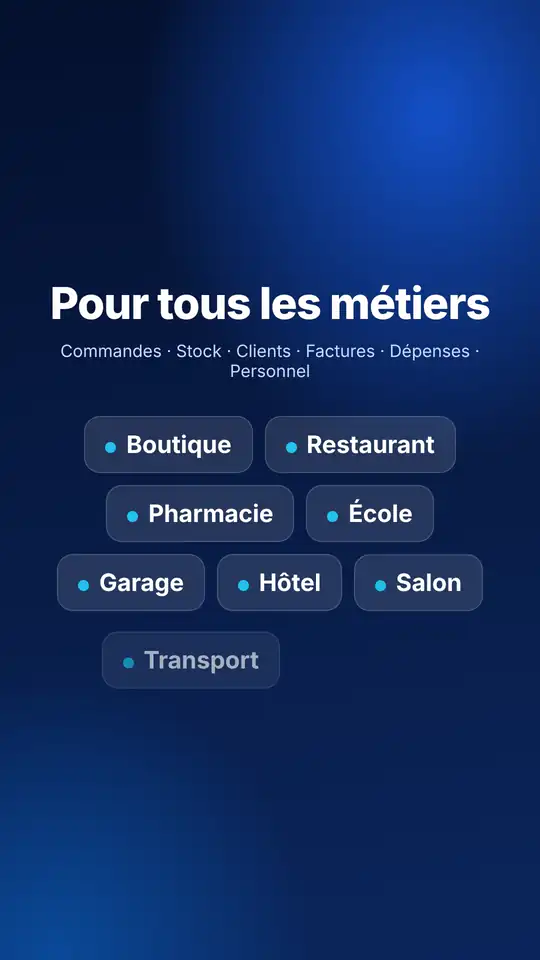 Pour tous les métiers
Commandes · Stock · Clients · Factures · Dépenses ·
Personnel
Boutique
Restaurant
Pharmacie
École
Garage
Hôtel
Salon
Transport